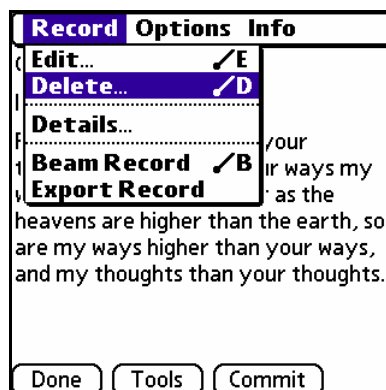 Record Options Info
Edit... /E
Delete... /D
Details...
your
Beam Record /B
ur ways my
Export Record
as the
heavens are higher than the earth, so
are my ways higher than your ways,
and my thoughts than your thoughts.
Done Tools Commit